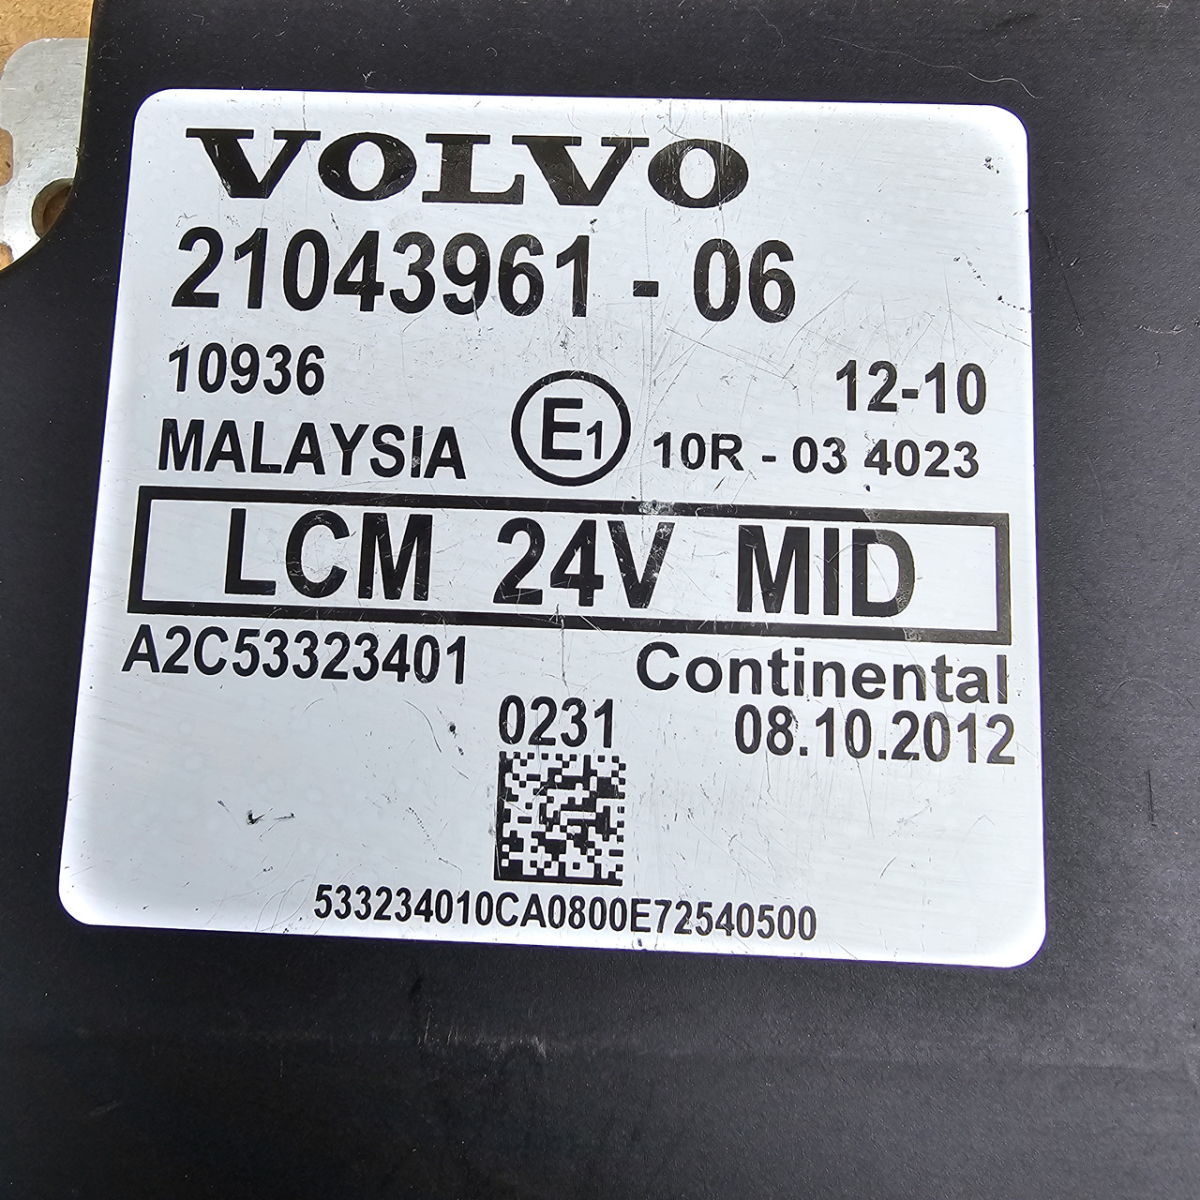 VOLVO
21043961 - 06
10936
12-10
MALAYSIA E1 10R - 03 4023
LCM 24V MID
A2C53323401 Continental
0231 08.10.2012
533234010CA0800E72540500